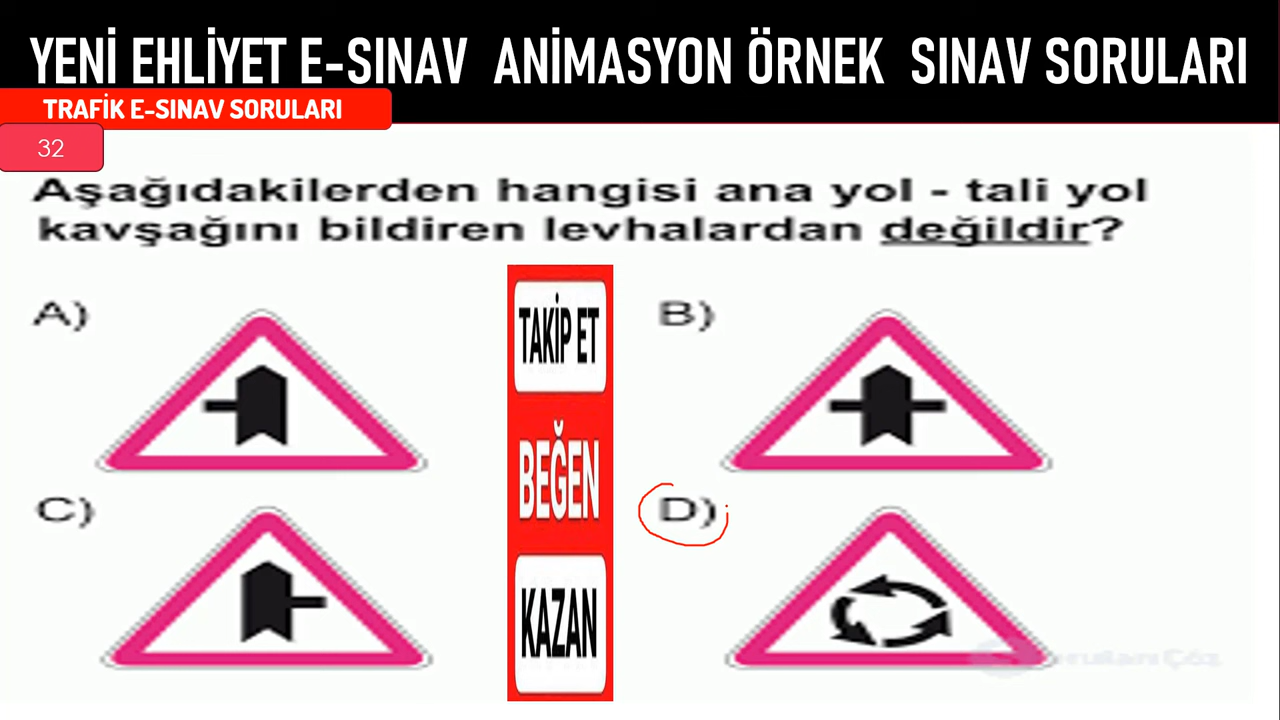 YENİ EHLİYET E-SINAV ANİMASYON ÖRNEK SINAV SORULARI
TRAFİK E-SINAV SORULARI
32
Aşağıdakilerden hangisi ana yol - tali yol
kavşağını bildiren levhalardan değildir?
A)
B)
TAKİP ET
BEĞEN
C)
D)
KAZAN
Çöz